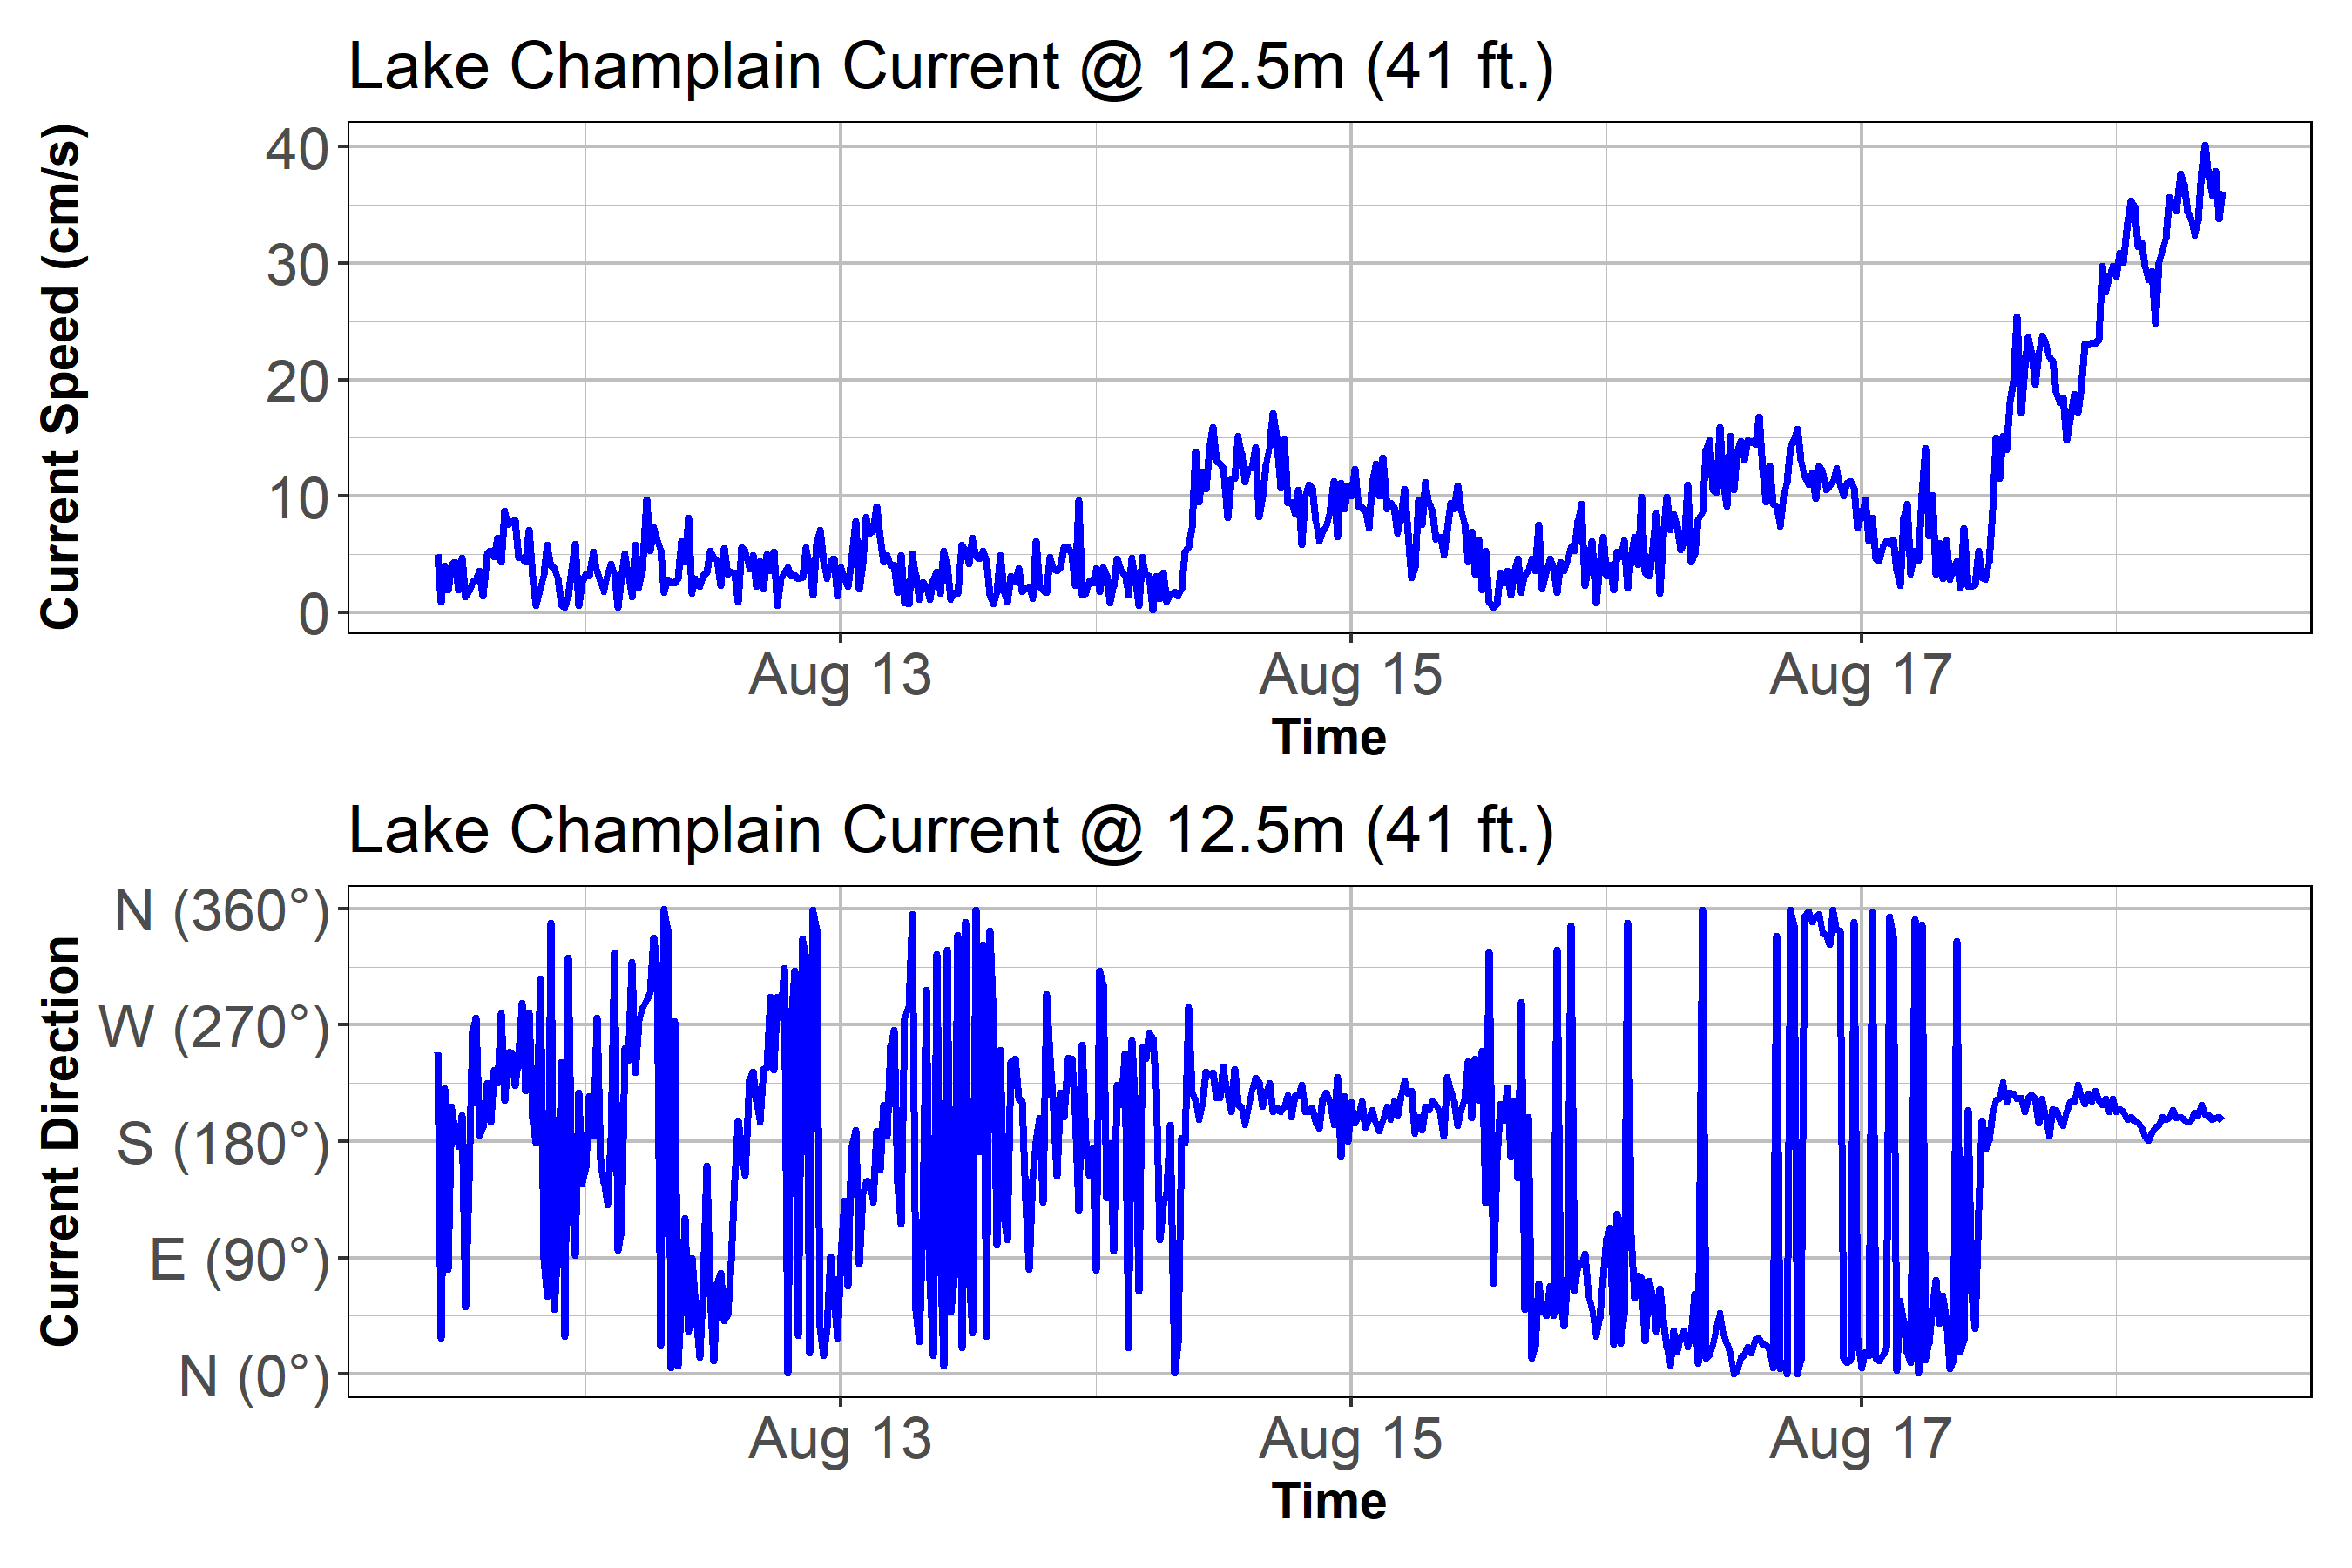 Lake Champlain Current @ 12.5m (41 ft.)
Current Speed (cm/s)
40
30
20
10
0
Aug 13 Aug 15 Aug 17
Time
Lake Champlain Current @ 12.5m (41 ft.)
Current Direction
N (360°)
W (270°)
S (180°)
E (90°)
N (0°)
Aug 13 Aug 15 Aug 17
Time